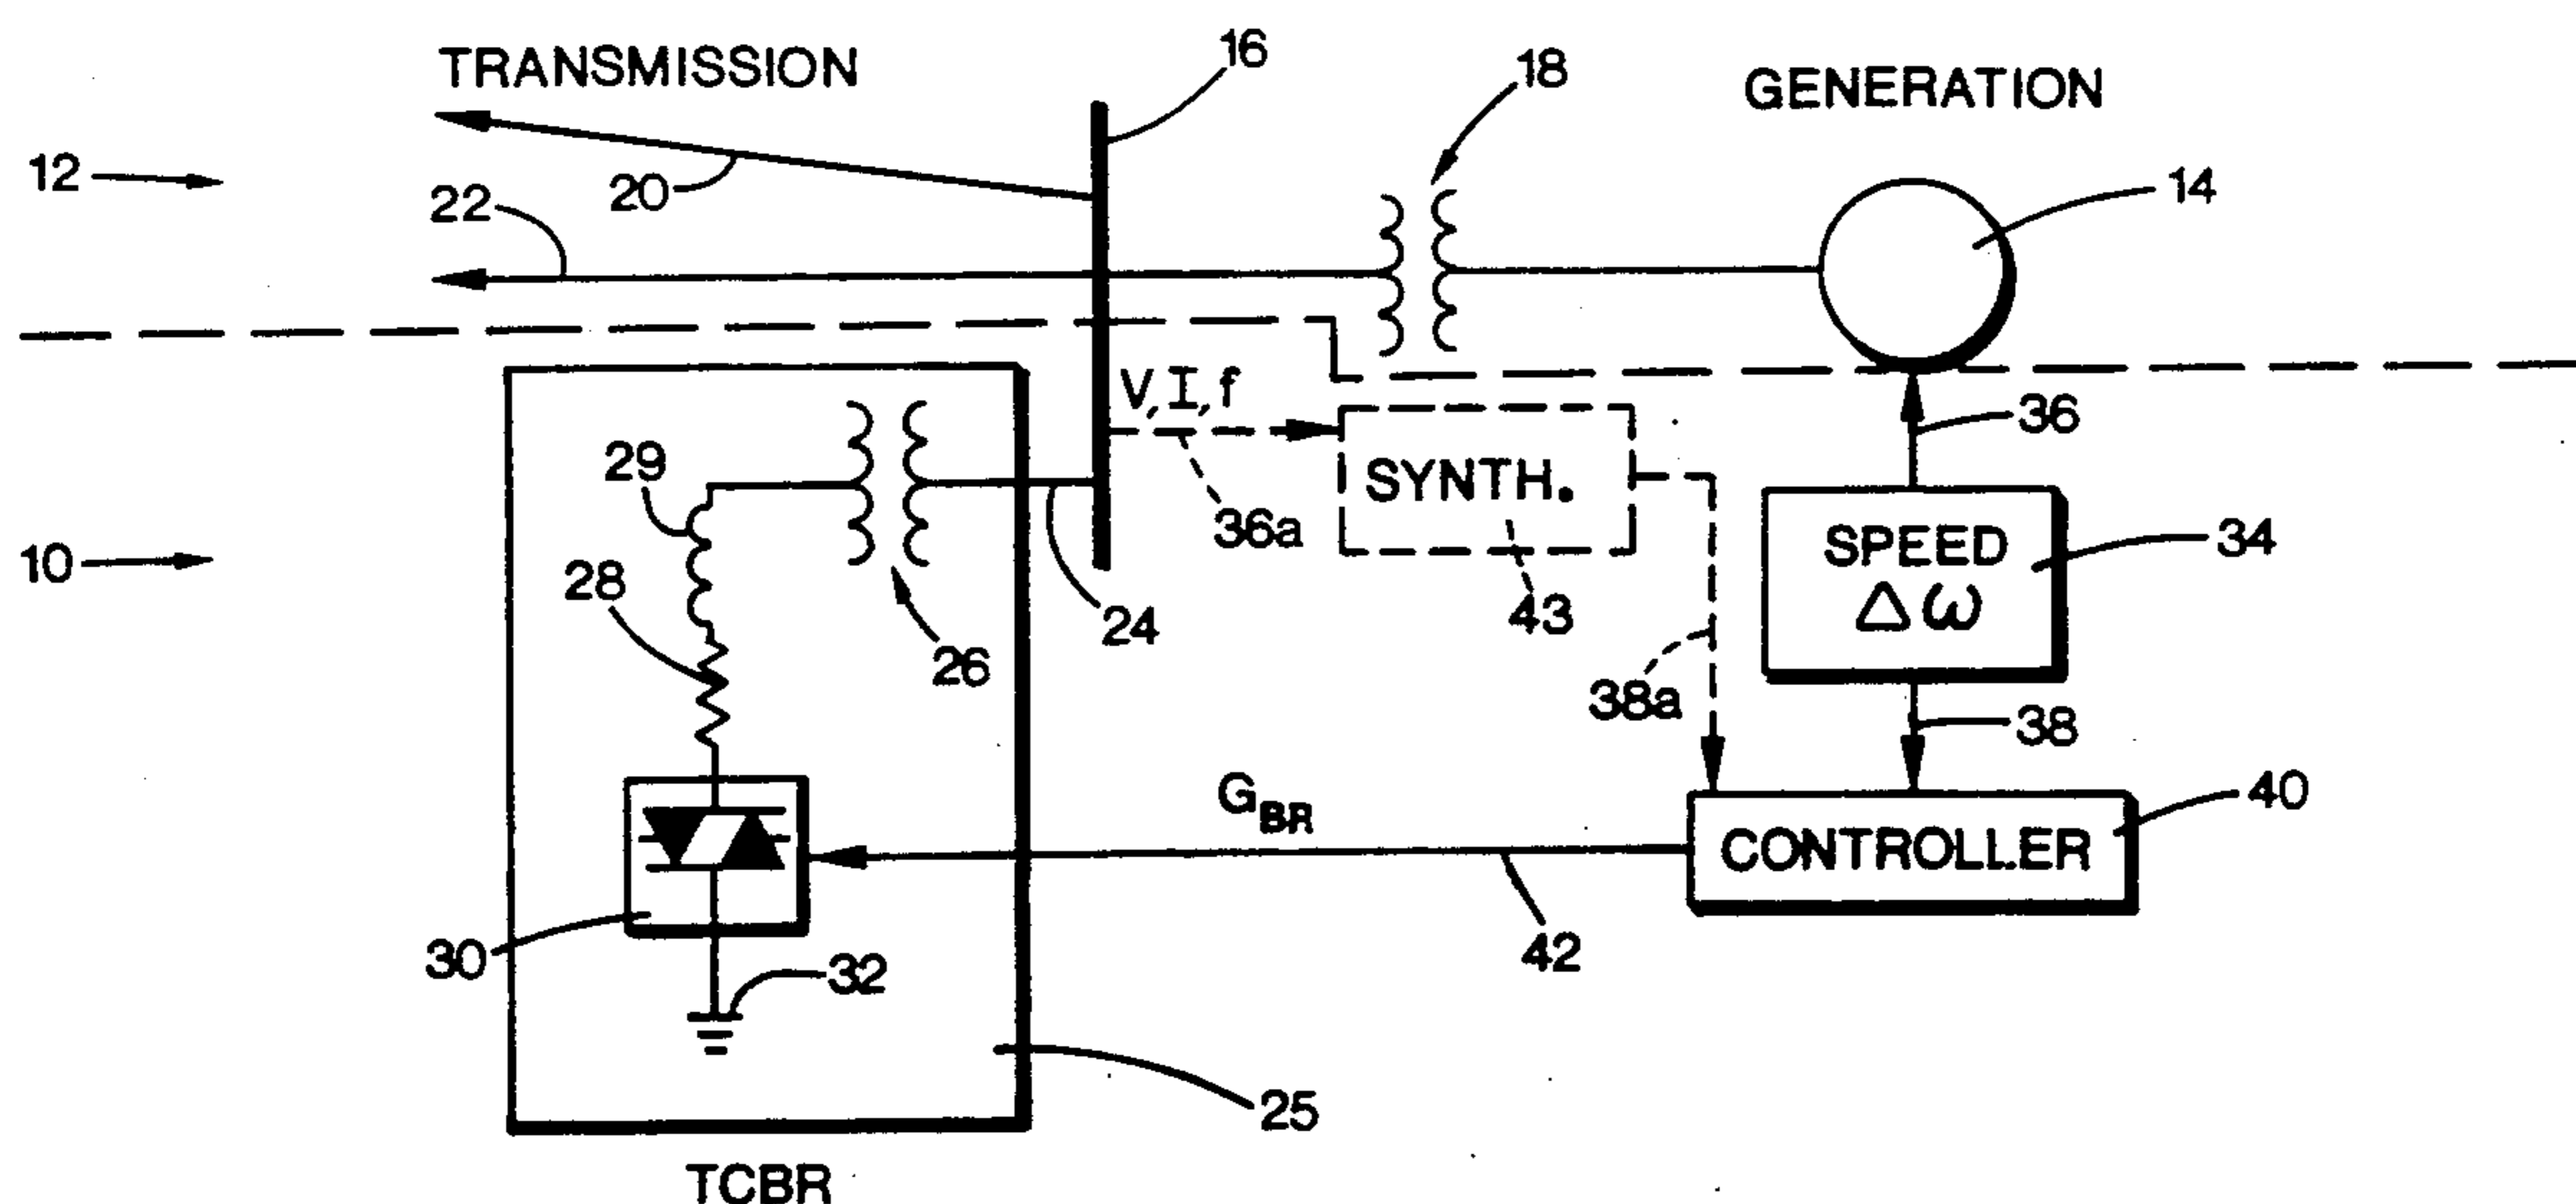 TRANSMISSION
16
18
GENERATION
12
20
22
14
V, I, f
36
29
SYNTH.
36a
SPEED
Δω
34
10
28
24
43
26
38a
38
G_BR
40
CONTROLLER
30
32
42
25
TCBR